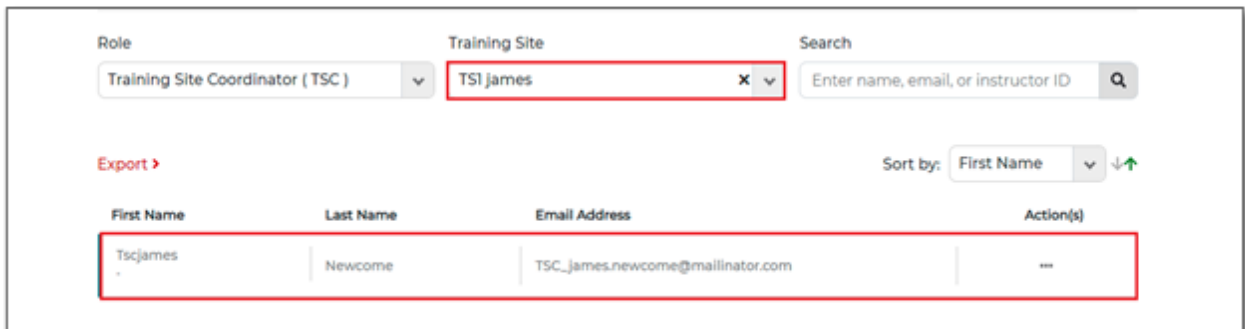 Role Training Site Search
Training Site Coordinator ( TSC ) TS1 james x Enter name, email, or instructor ID
Export > Sort by: First Name
First Name Last Name Email Address Action(s)
Tscjames
- Newcome TSC_james.newcome@mailinator.com ...